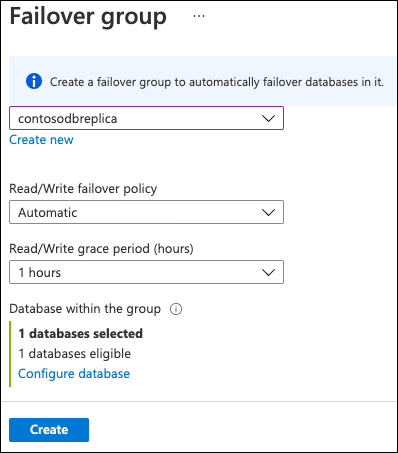 Failover group ...
Create a failover group to automatically failover databases in it.
contosodbreplica
Create new
Read/Write failover policy
Automatic
Read/Write grace period (hours)
1 hours
Database within the group
1 databases selected
1 databases eligible
Configure database
Create